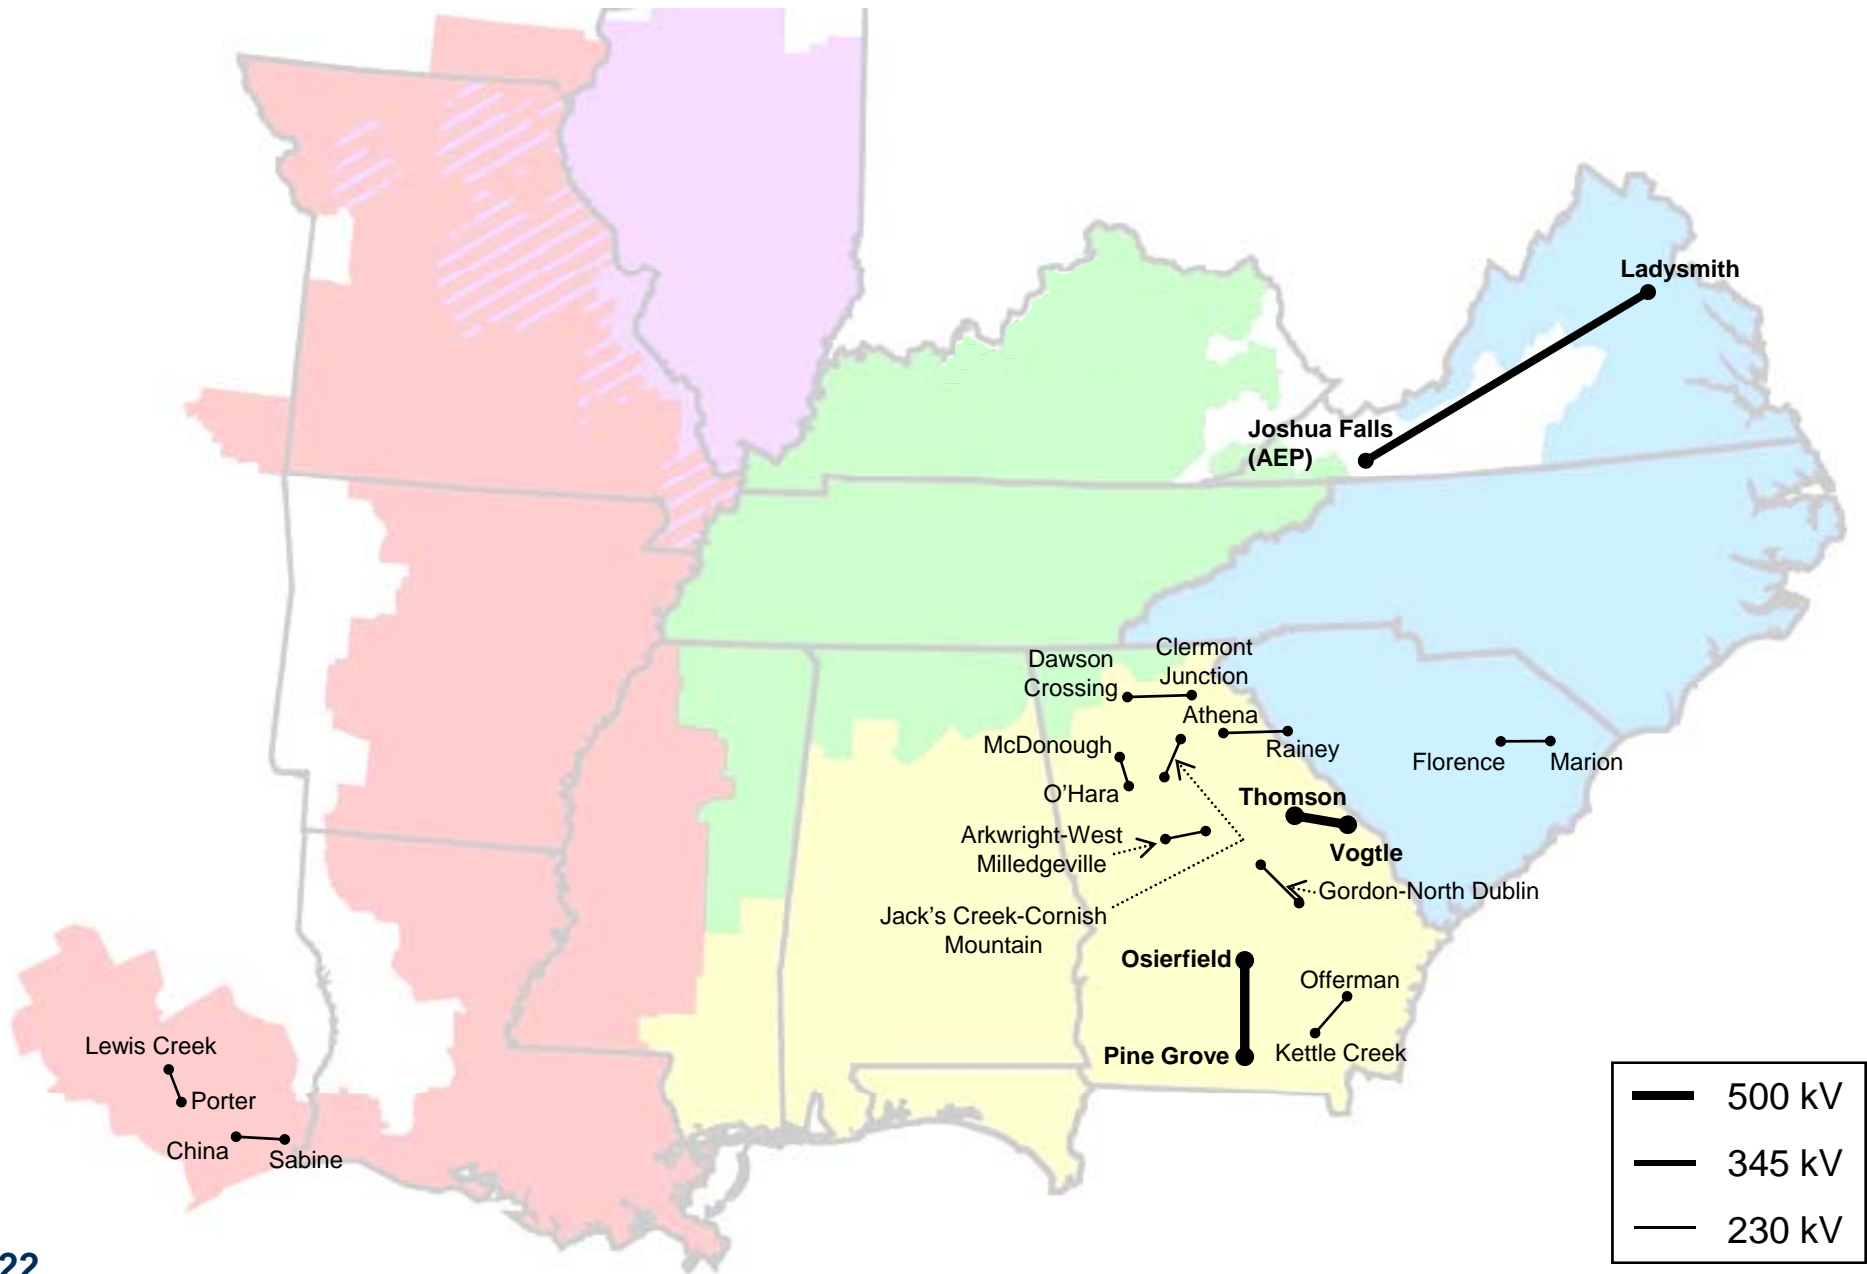 Ladysmith
Joshua Falls
(AEP)
Clermont
Junction
Dawson
Crossing
Athena
Rainey
McDonough
O’Hara
Florence
Marion
Thomson
Vogtle
Arkwright-West
Milledgeville
Gordon-North Dublin
Jack’s Creek-Cornish
Mountain
Osierfield
Offerman
Pine Grove
Kettle Creek
Lewis Creek
Porter
China
Sabine
500 kV
345 kV
230 kV
22